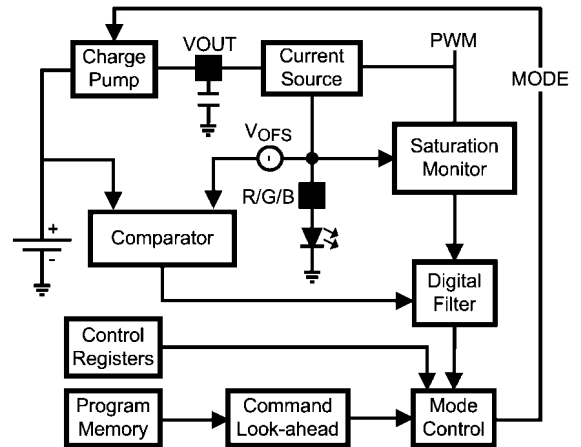 Charge
Pump
VOUT
Current
Source
PWM
MODE
VOFS
Saturation
Monitor
R/G/B
Comparator
+
-
Digital
Filter
Control
Registers
Program
Memory
Command
Look-ahead
Mode
Control